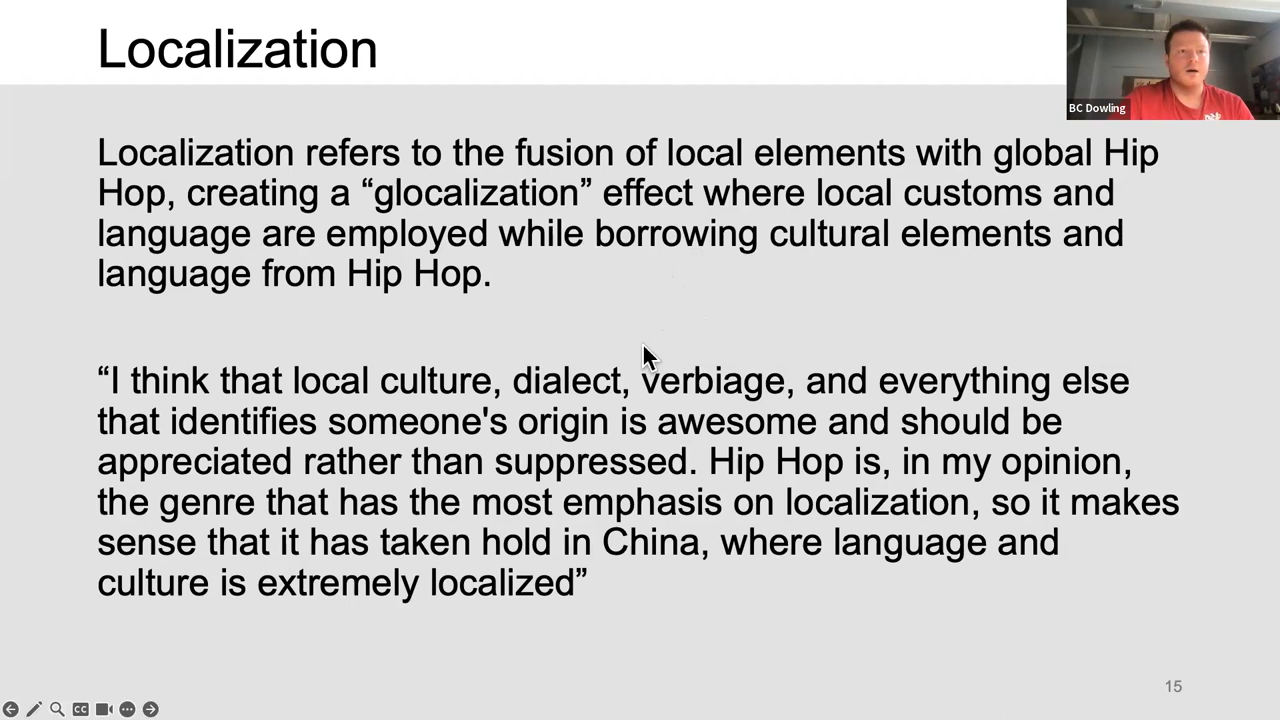 Localization
BC Dowling
Localization refers to the fusion of local elements with global Hip
Hop, creating a “glocalization” effect where local customs and
language are employed while borrowing cultural elements and
language from Hip Hop.
“I think that local culture, dialect, verbiage, and everything else
that identifies someone's origin is awesome and should be
appreciated rather than suppressed. Hip Hop is, in my opinion,
the genre that has the most emphasis on localization, so it makes
sense that it has taken hold in China, where language and
culture is extremely localized”
15
CC